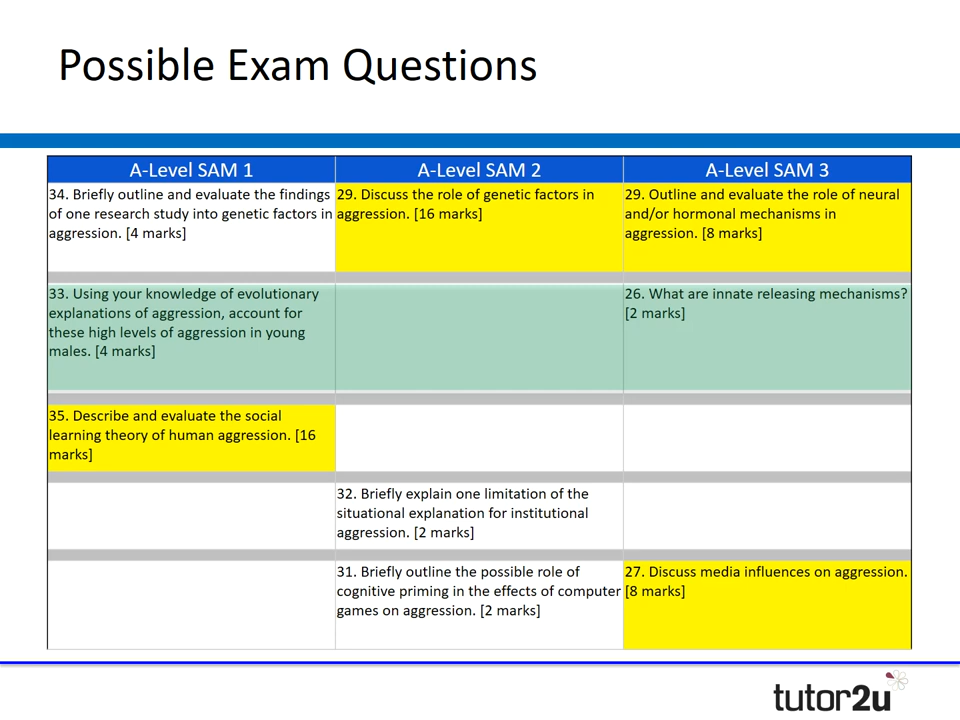 Possible Exam Questions
A-Level SAM 1
A-Level SAM 2
A-Level SAM 3
34. Briefly outline and evaluate the findings
of one research study into genetic factors in
aggression. [4 marks]
29. Discuss the role of genetic factors in
aggression. [16 marks]
29. Outline and evaluate the role of neural
and/or hormonal mechanisms in
aggression. [8 marks]
33. Using your knowledge of evolutionary
explanations of aggression, account for
these high levels of aggression in young
males. [4 marks]
26. What are innate releasing mechanisms?
[2 marks]
35. Describe and evaluate the social
learning theory of human aggression. [16
marks]
32. Briefly explain one limitation of the
situational explanation for institutional
aggression. [2 marks]
31. Briefly outline the possible role of
cognitive priming in the effects of computer
games on aggression. [2 marks]
27. Discuss media influences on aggression.
[8 marks]
tutor2u